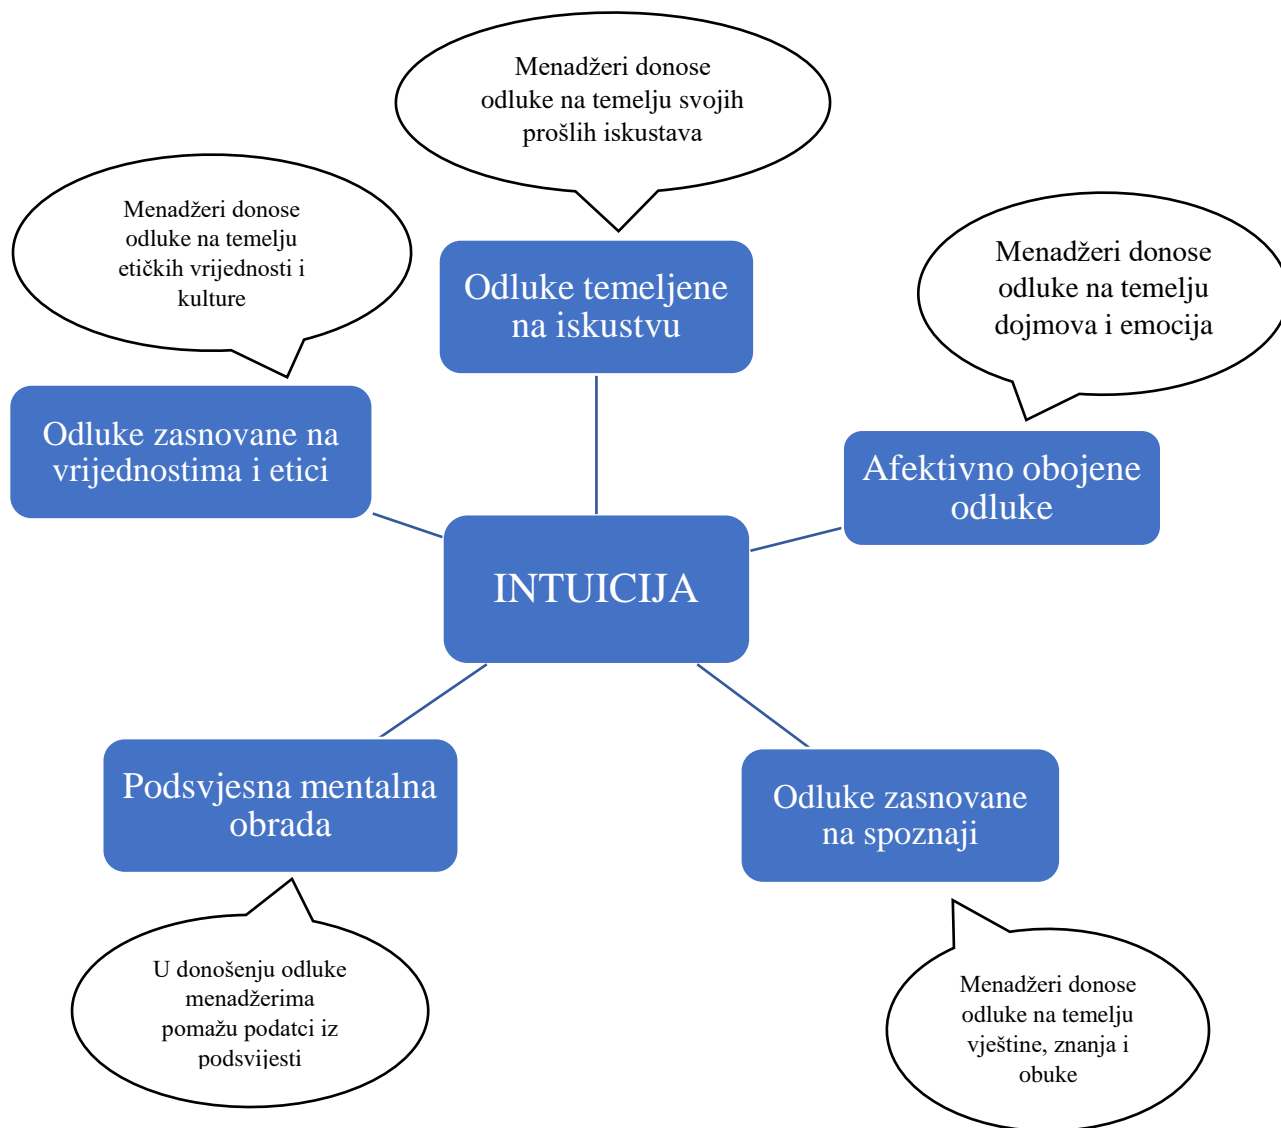 Menadžeri donose
odluke na temelju svojih
prošlih iskustava
Menadžeri donose
odluke na temelju
etičkih vrijednosti i
kulture
Menadžeri donose
odluke na temelju
dojmova i emocija
Odluke temeljene
na iskustvu
Odluke zasnovane na
vrijednostima i etici
Afektivno obojene
odluke
INTUICIJA
Podsvjesna mentalna
obrada
Odluke zasnovane
na spoznaji
U donošenju odluke
menadžerima
pomažu podatci iz
podsvijesti
Menadžeri donose
odluke na temelju
vještine, znanja i
obuke